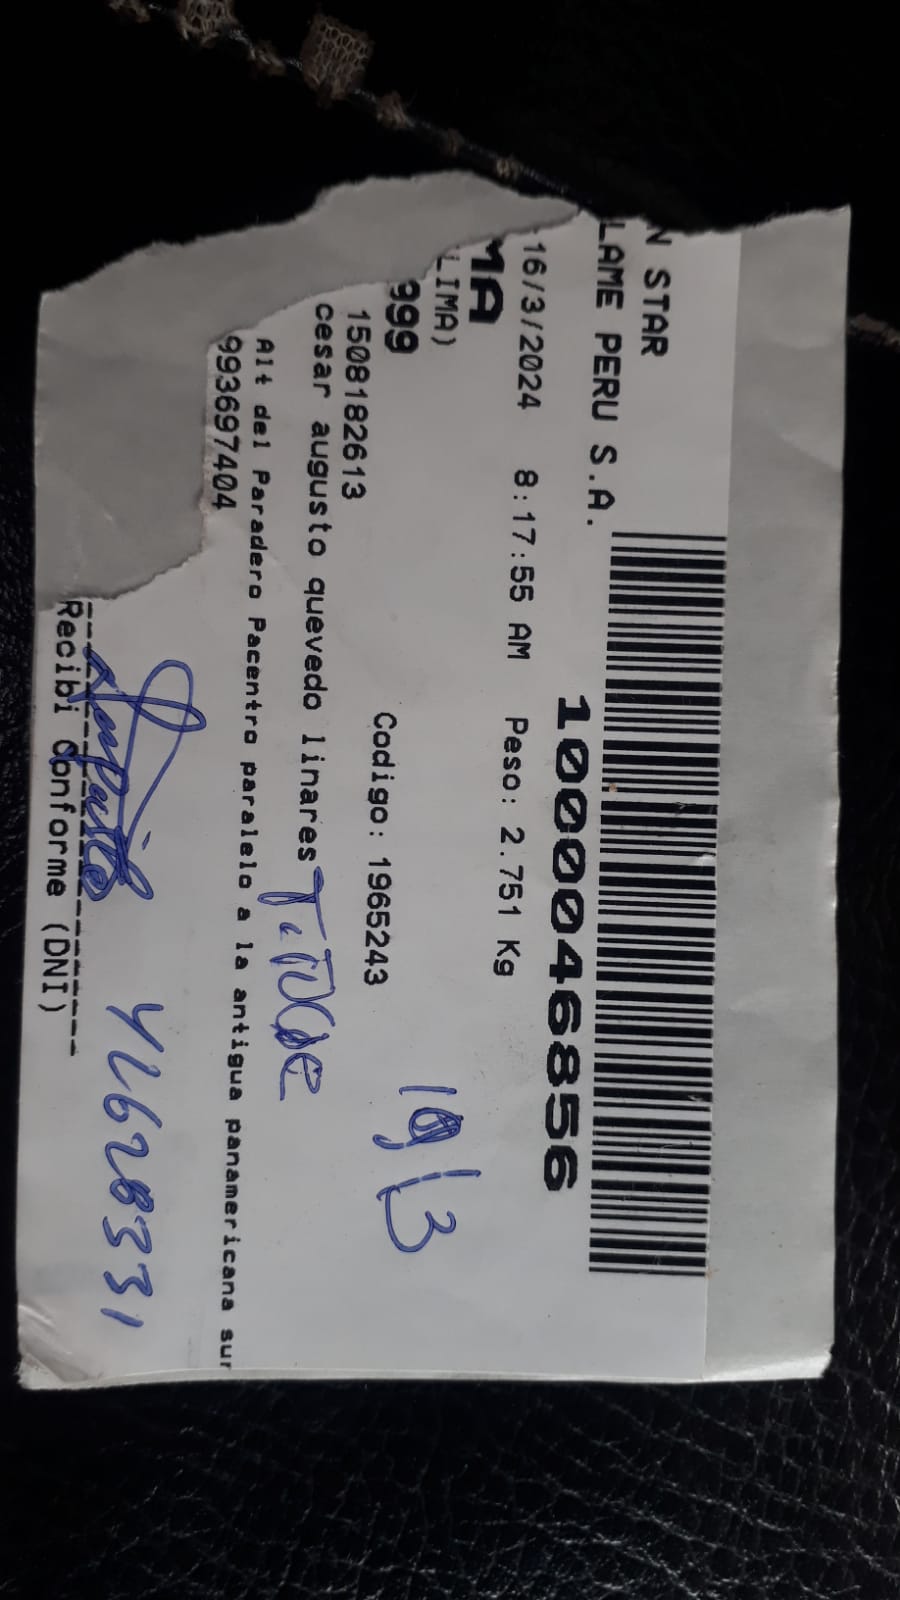 N STAR
LAME PERU S.A.
1000046856
16/3/2024 8:17:55 AM Peso: 2.751 Kg
MA
LIMA)
999
Codigo: 1965243
1508182613
cesar augusto quevedo linares
Alt del Paradero Pacentro paralelo a la antigua panamericana sur
993697404
Recibi Conforme (DNI)